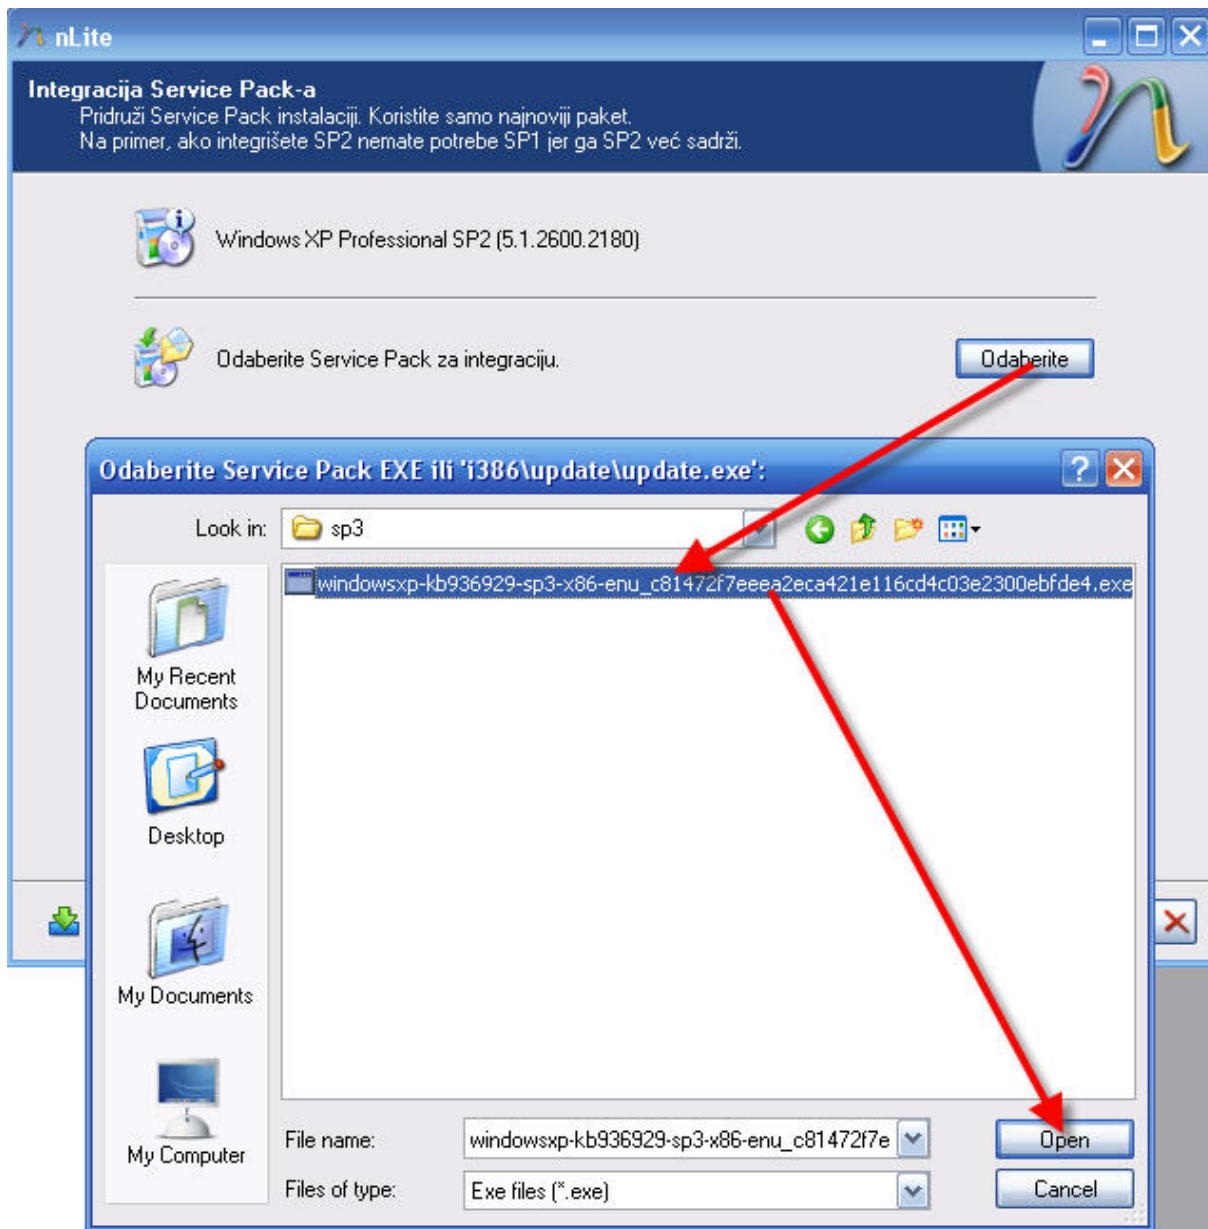 nLite
Integracija Service Pack-a
Pridruži Service Pack instalaciji. Koristite samo najnoviji paket.
Na primer, ako integrišete SP2 nemate potrebe SP1 jer ga SP2 već sadrži.
Windows XP Professional SP2 (5.1.2600.2180)
Odaberite Service Pack za integraciju.
Odaberite
Odaberite Service Pack EXE ili 'i386\update\update.exe':
Look in:
sp3
windowsxp-kb936929-sp3-x86-enu_c81472f7eeea2eca421e116cd4c03e2300ebfde4.exe
My Recent
Documents
Desktop
My Documents
My Computer
File name:
windowsxp-kb936929-sp3-x86-enu_c81472f7e
Open
Files of type:
Exe files (*.exe)
Cancel